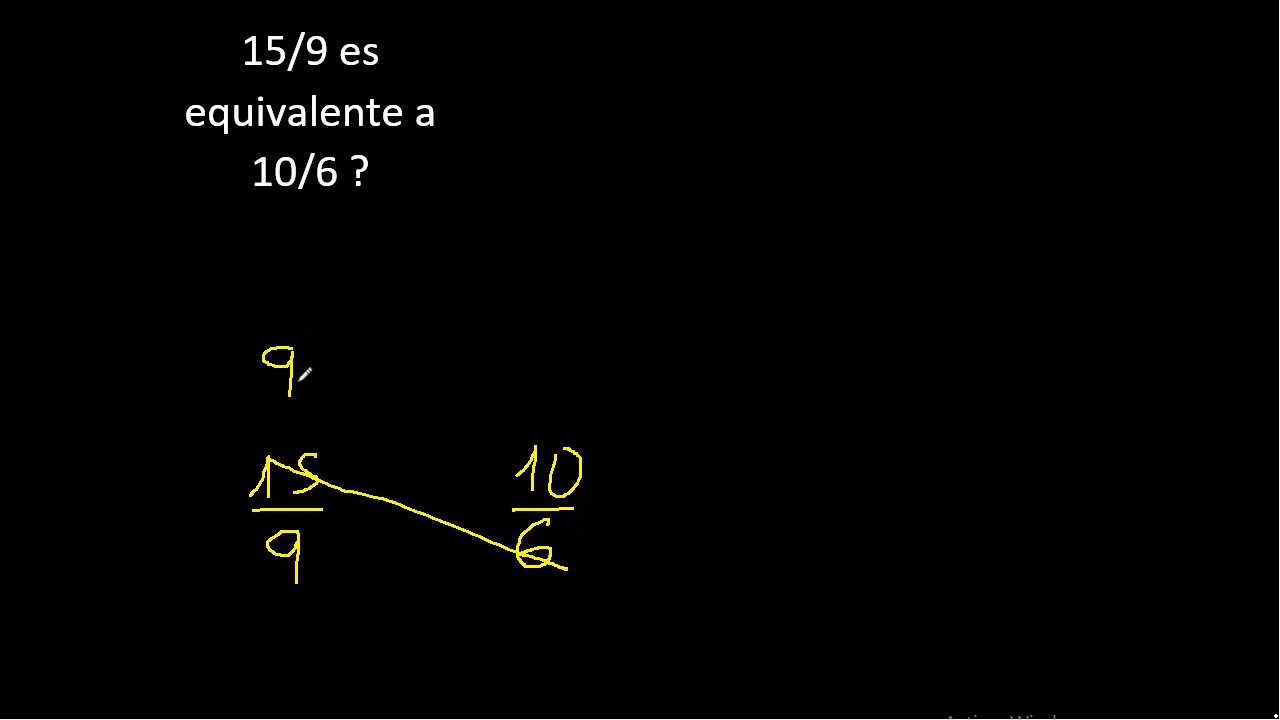 15/9 es
equivalente a
10/6 ?
9
15 10
9 6